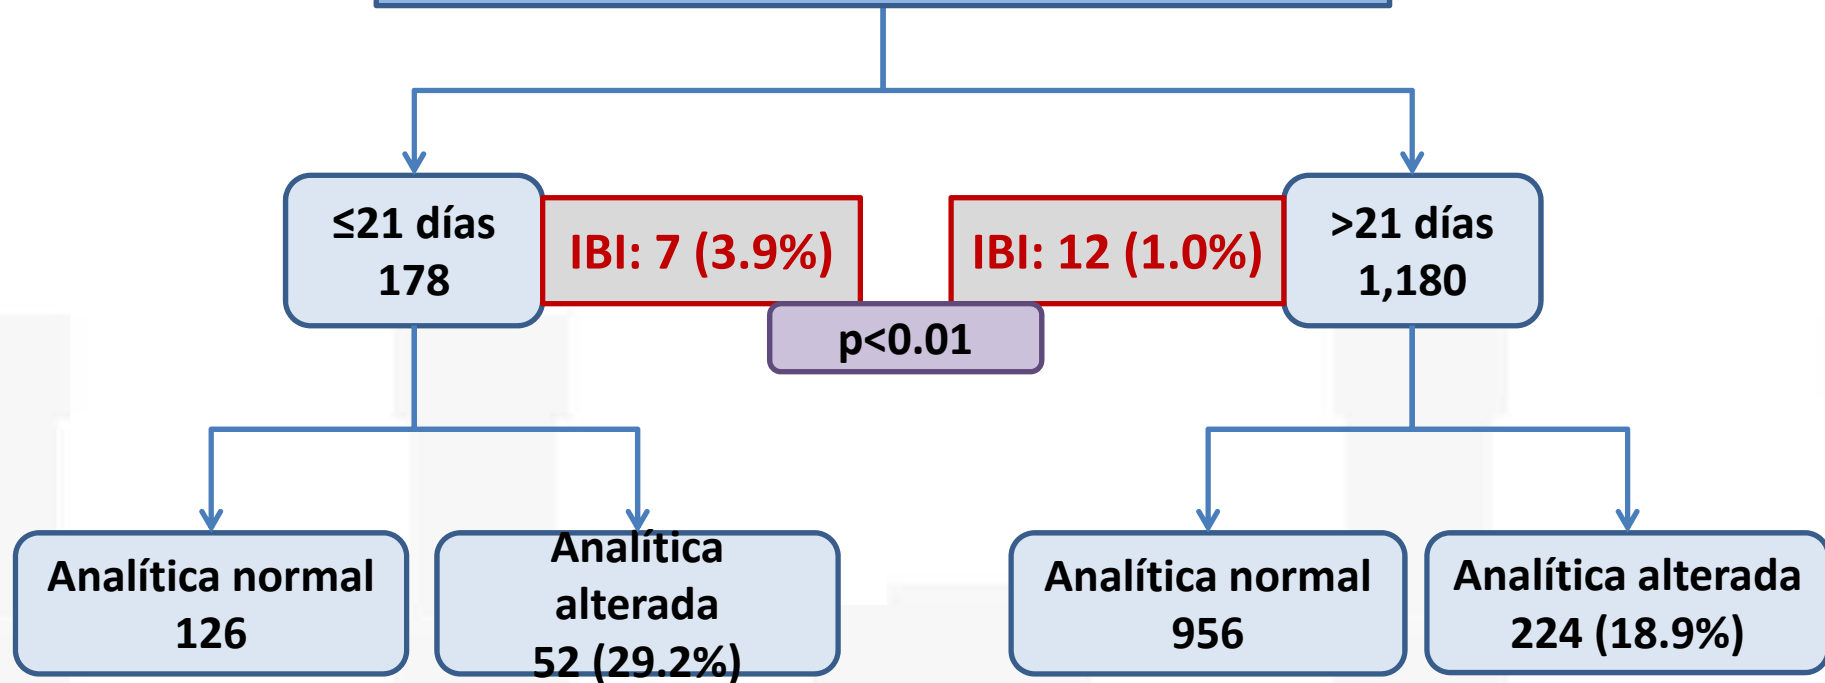 ≤21 días
178
IBI: 7 (3.9%)
IBI: 12 (1.0%)
>21 días
1,180
p<0.01
Analítica normal
126
Analítica
alterada
52 (29.2%)
Analítica normal
956
Analítica alterada
224 (18.9%)